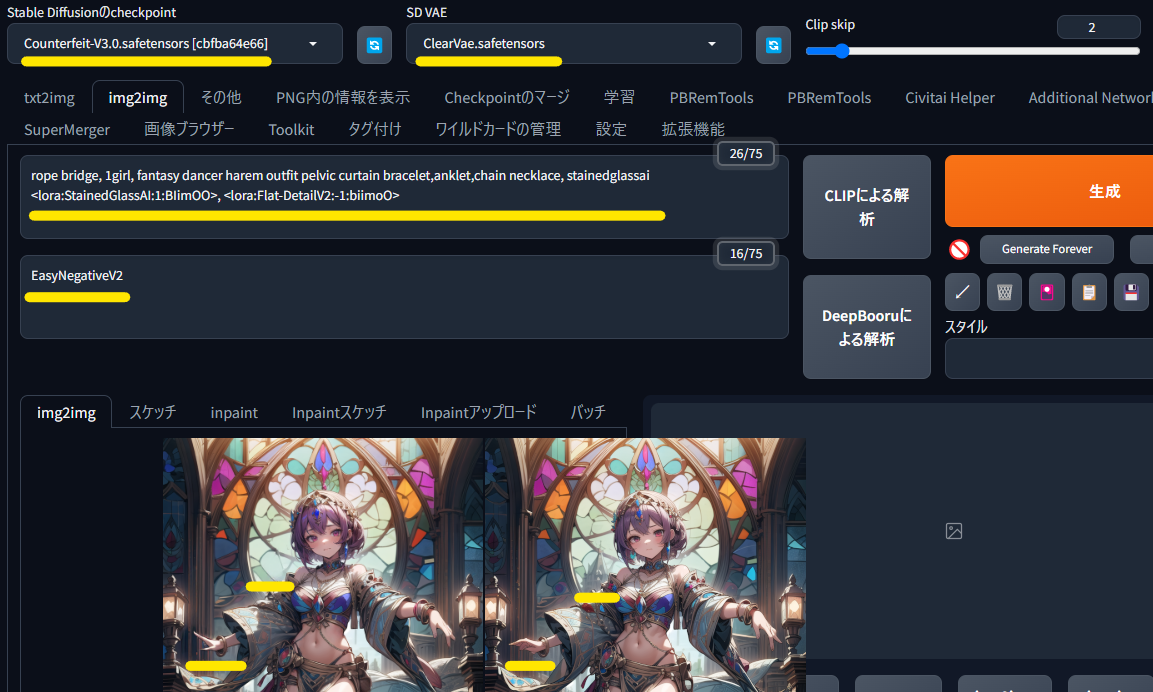 Stable Diffusionのcheckpoint
SD VAE
Clip skip
2
Counterfeit-V3.0.safetensors [cbfba64e66]
ClearVae.safetensors
txt2img
img2img
その他
PNG内の情報を表示
Checkpointのマージ
学習
PBRemTools
PBRemTools
Civitai Helper
Additional Networ
SuperMerger
画像ブラウザー
Toolkit
タグ付け
ワイルドカードの管理
設定
拡張機能
26/75
rope bridge, 1girl, fantasy dancer harem outfit pelvic curtain bracelet,anklet,chain necklace, stainedglassai
<lora:StainedGlassAI:1:BIimOO>, <lora:Flat-DetailV2:-1:biimoO>
CLIPによる解
析
生成
Generate Forever
16/75
EasyNegativeV2
DeepBooruに
よる解析
スタイル
img2img
スケッチ
inpaint
Inpaintスケッチ
Inpaintアップロード
バッチ